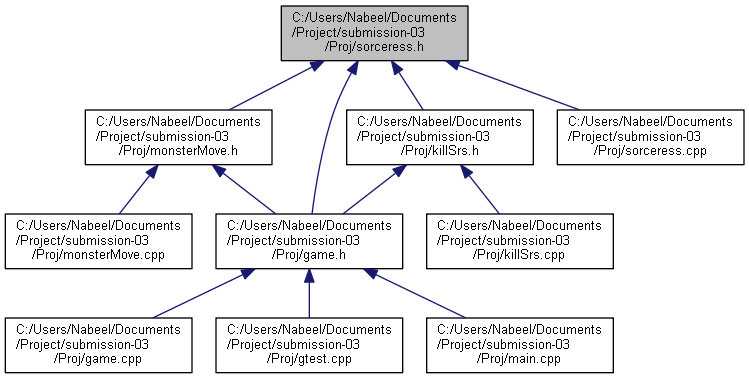 C:/Users/Nabeel/Documents
/Project/submission-03
/Proj/sorceress.h
C:/Users/Nabeel/Documents
/Project/submission-03
/Proj/monsterMove.h
C:/Users/Nabeel/Documents
/Project/submission-03
/Proj/killSrs.h
C:/Users/Nabeel/Documents
/Project/submission-03
/Proj/sorceress.cpp
C:/Users/Nabeel/Documents
/Project/submission-03
/Proj/monsterMove.cpp
C:/Users/Nabeel/Documents
/Project/submission-03
/Proj/game.h
C:/Users/Nabeel/Documents
/Project/submission-03
/Proj/killSrs.cpp
C:/Users/Nabeel/Documents
/Project/submission-03
/Proj/game.cpp
C:/Users/Nabeel/Documents
/Project/submission-03
/Proj/gtest.cpp
C:/Users/Nabeel/Documents
/Project/submission-03
/Proj/main.cpp